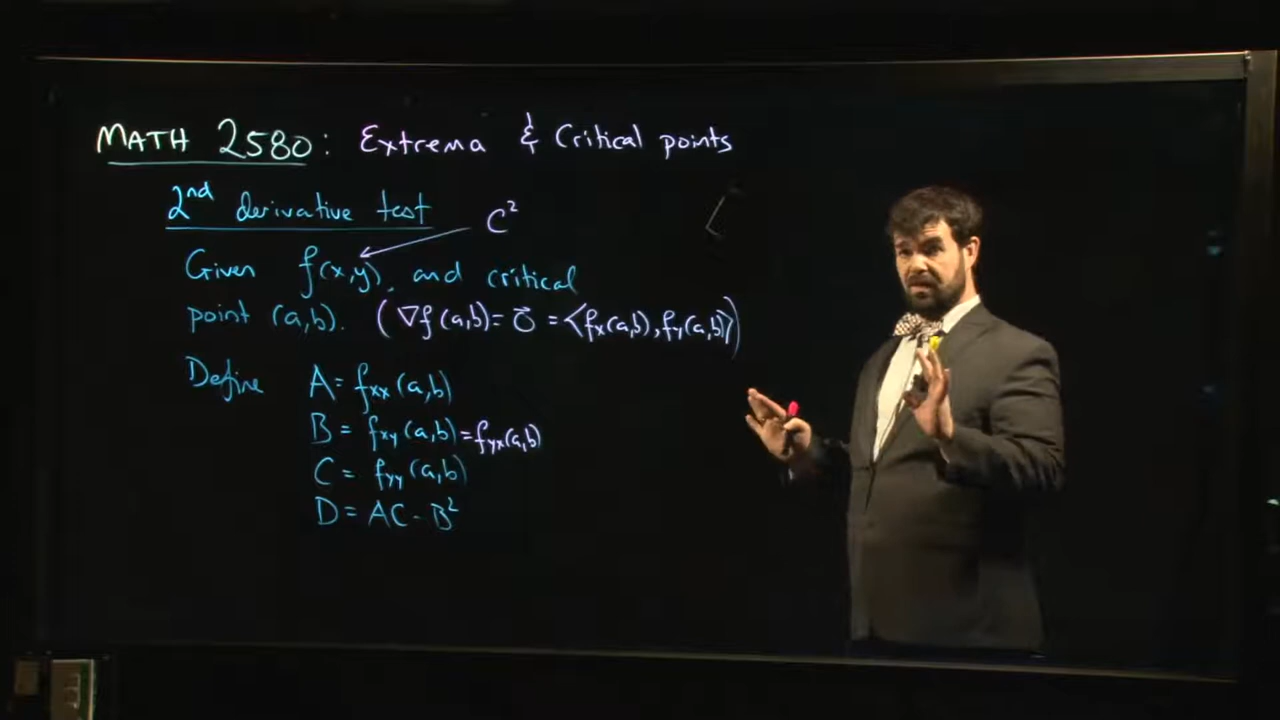 MATH 2580: Extrema & Critical points
2nd derivative test
C²
Given f(x,y), and critical
point (a,b). (∇f(a,b)=0⃗ =⟨fx(a,b), fy(a,b)⟩)
Define A= fxx(a,b)
B = fxy(a,b)=fyx(a,b)
C = fyy(a,b)
D= AC - B²